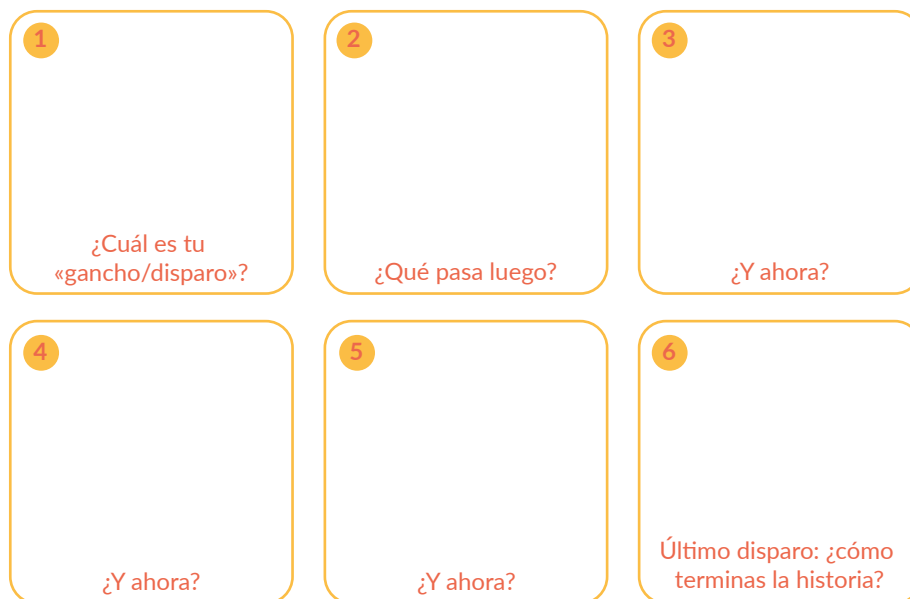 1
2
3
¿Cuál es tu
«gancho/disparo»?
¿Qué pasa luego?
¿Y ahora?
4
5
6
¿Y ahora?
¿Y ahora?
Último disparo: ¿cómo
terminas la historia?